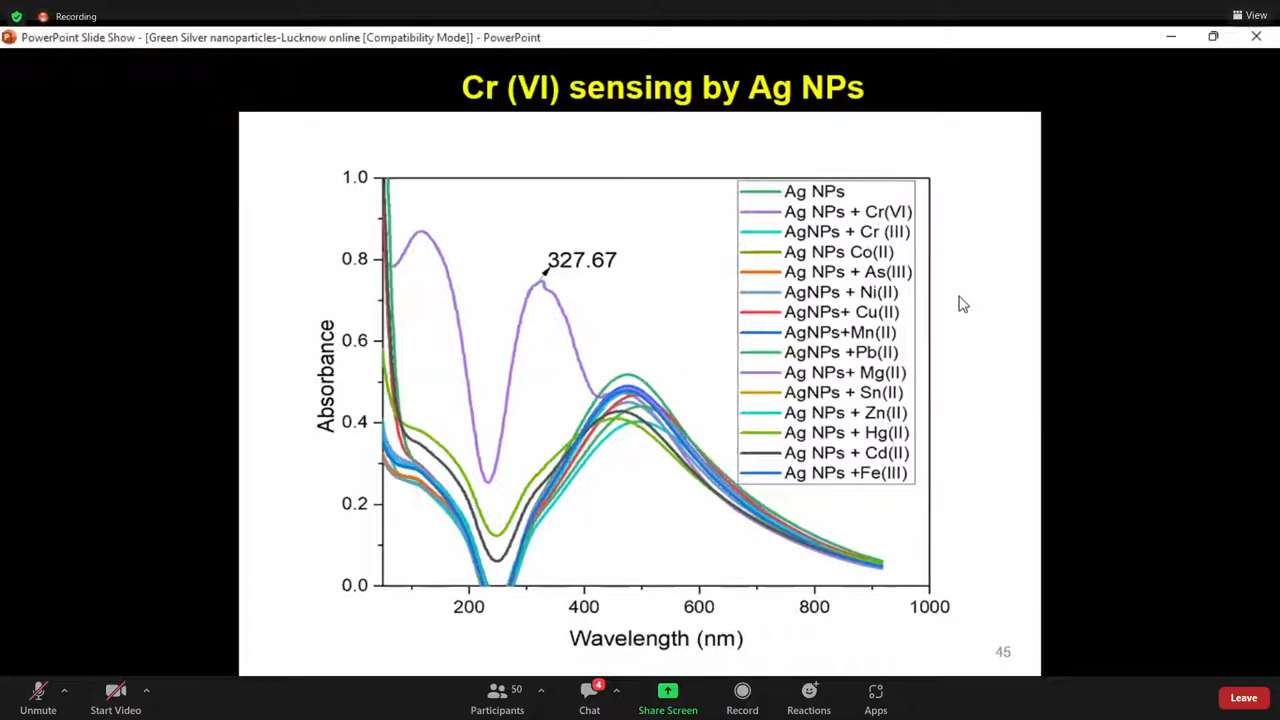 Recording
View
PowerPoint Slide Show - [Green Silver nanoparticles-Lucknow online [Compatibility Mode]] - PowerPoint
Cr (VI) sensing by Ag NPs
1.0
0.8
0.6
0.4
0.2
0.0
Absorbance
327.67
Ag NPs
Ag NPs + Cr(VI)
AgNPs + Cr (III)
Ag NPs Co(II)
Ag NPs + As(III)
AgNPs + Ni(II)
AgNPs+ Cu(II)
AgNPs+Mn(II)
AgNPs +Pb(II)
Ag NPs+ Mg(II)
AgNPs + Sn(II)
Ag NPs + Zn(II)
Ag NPs + Hg(II)
Ag NPs + Cd(II)
Ag NPs +Fe(III)
200 400 600 800 1000
Wavelength (nm)
45
Unmute
Start Video
50
Participants
4
Chat
Share Screen
Record
Reactions
Apps
Leave